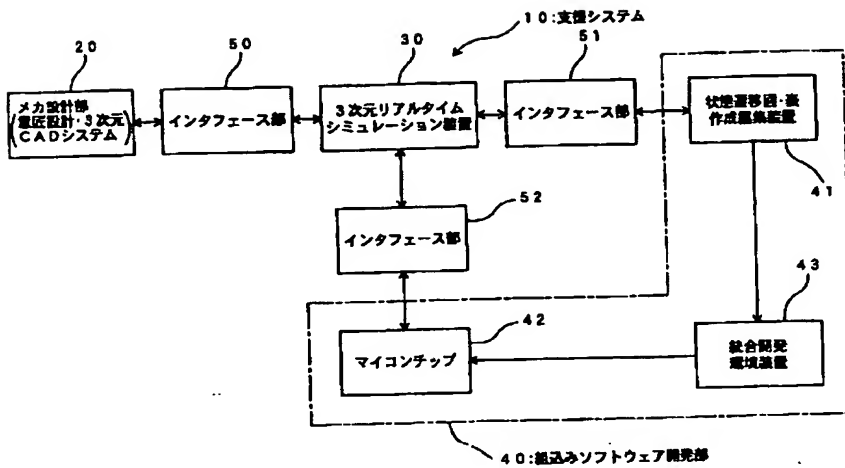 10:支援システム
20
50
30
51
メカ設計部
(意匠設計・3次元
CADシステム)
インタフェース部
3次元リアルタイム
シミュレーション装置
インタフェース部
状態遷移図・表
作成編集装置
41
52
インタフェース部
43
42
マイコンチップ
統合開発
環境装置
40:組込みソフトウェア開発部